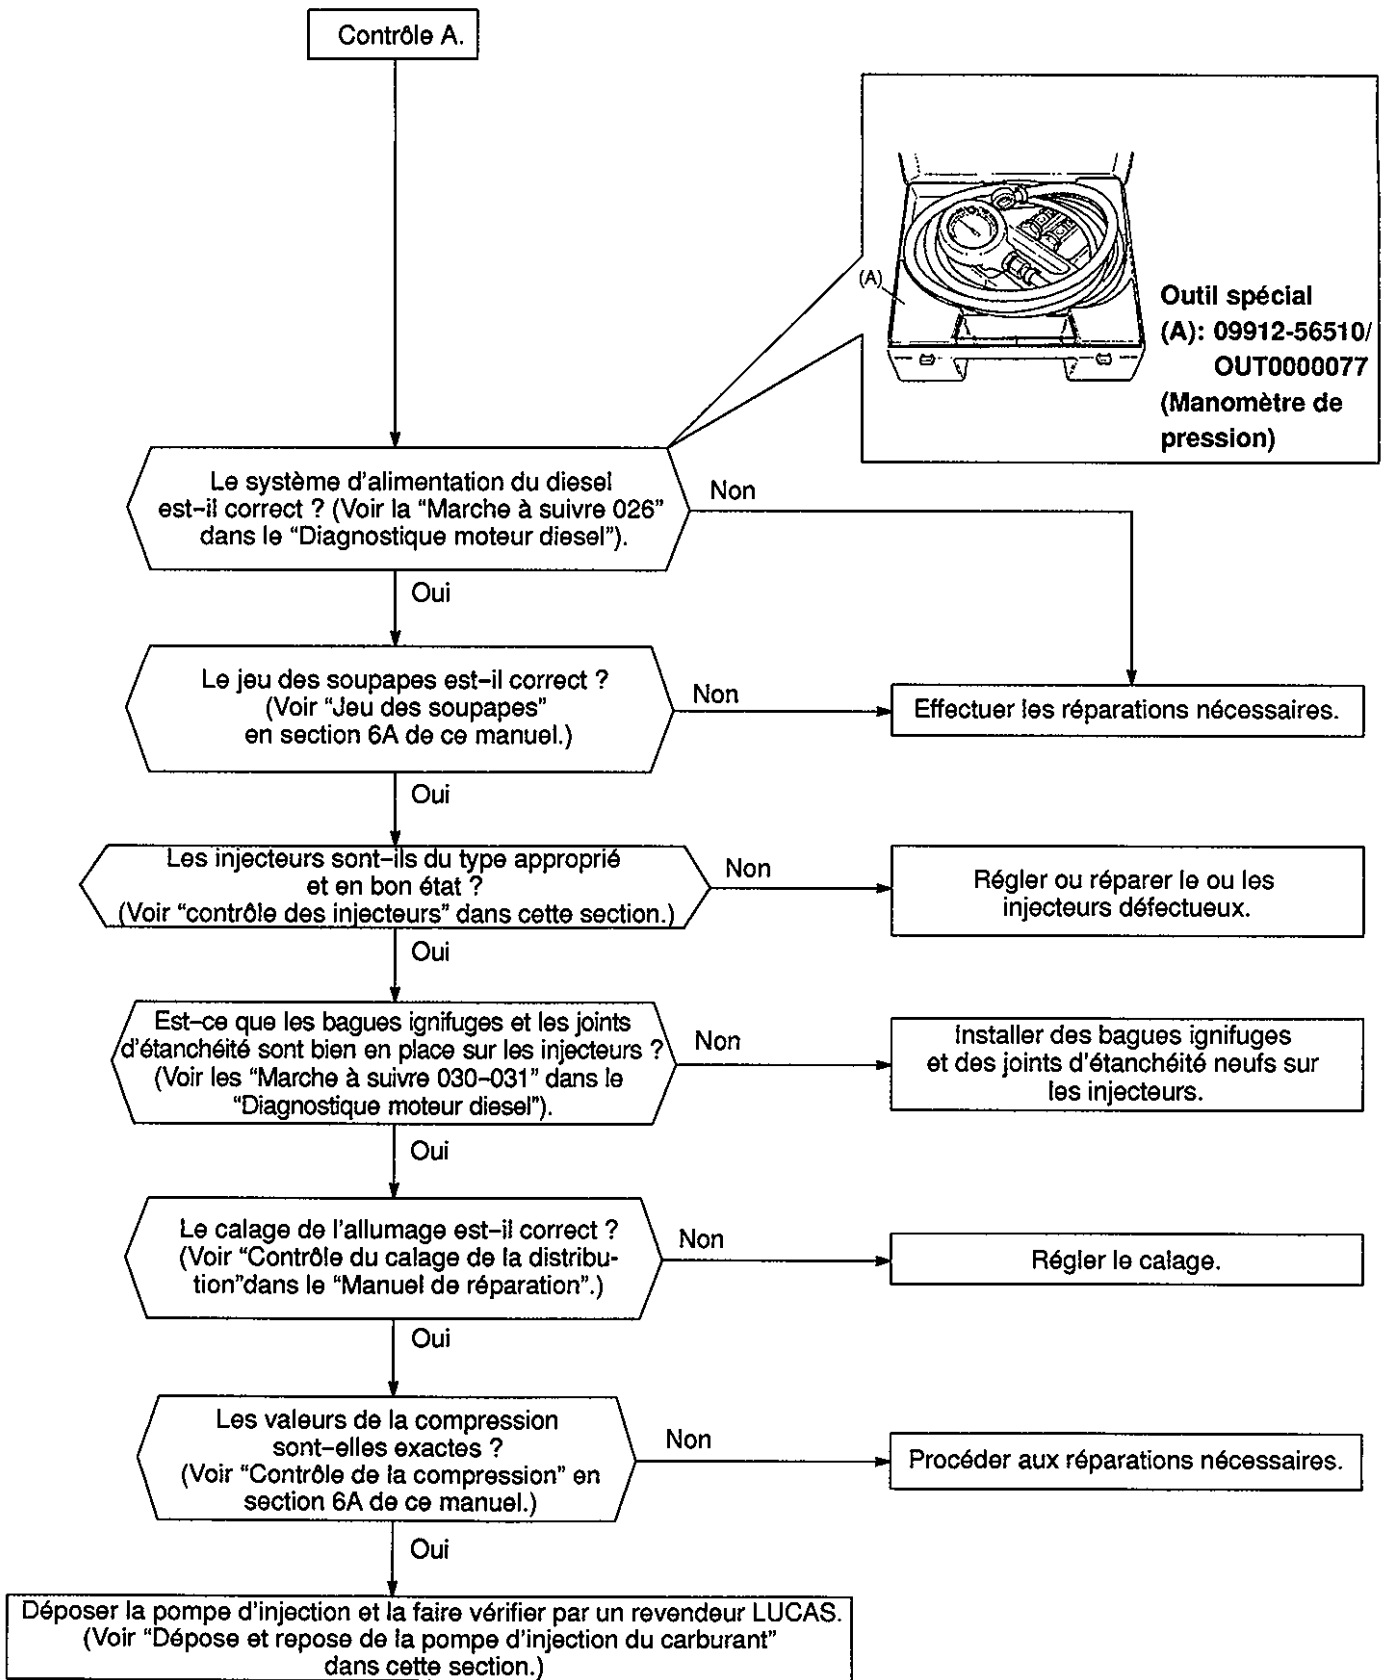 Contrôle A.
(A)
Outil spécial
(A): 09912-56510/
OUT0000077
(Manomètre de
pression)
Le système d'alimentation du diesel
est-il correct ? (Voir la “Marche à suivre 026”
dans le “Diagnostique moteur diesel”).
Non
Oui
Le jeu des soupapes est-il correct ?
(Voir “Jeu des soupapes”
en section 6A de ce manuel.)
Non
Effectuer les réparations nécessaires.
Oui
Les injecteurs sont-ils du type approprié
et en bon état ?
(Voir “contrôle des injecteurs” dans cette section.)
Non
Régler ou réparer le ou les
injecteurs défectueux.
Oui
Est-ce que les bagues ignifuges et les joints
d'étanchéité sont bien en place sur les injecteurs ?
(Voir les “Marche à suivre 030-031” dans le
“Diagnostique moteur diesel”).
Non
Installer des bagues ignifuges
et des joints d'étanchéité neufs sur
les injecteurs.
Oui
Le calage de l'allumage est-il correct ?
(Voir “Contrôle du calage de la distribu-
tion”dans le “Manuel de réparation”.)
Non
Régler le calage.
Oui
Les valeurs de la compression
sont-elles exactes ?
(Voir “Contrôle de la compression” en
section 6A de ce manuel.)
Non
Procéder aux réparations nécessaires.
Oui
Déposer la pompe d'injection et la faire vérifier par un revendeur LUCAS.
(Voir “Dépose et repose de la pompe d'injection du carburant”
dans cette section.)